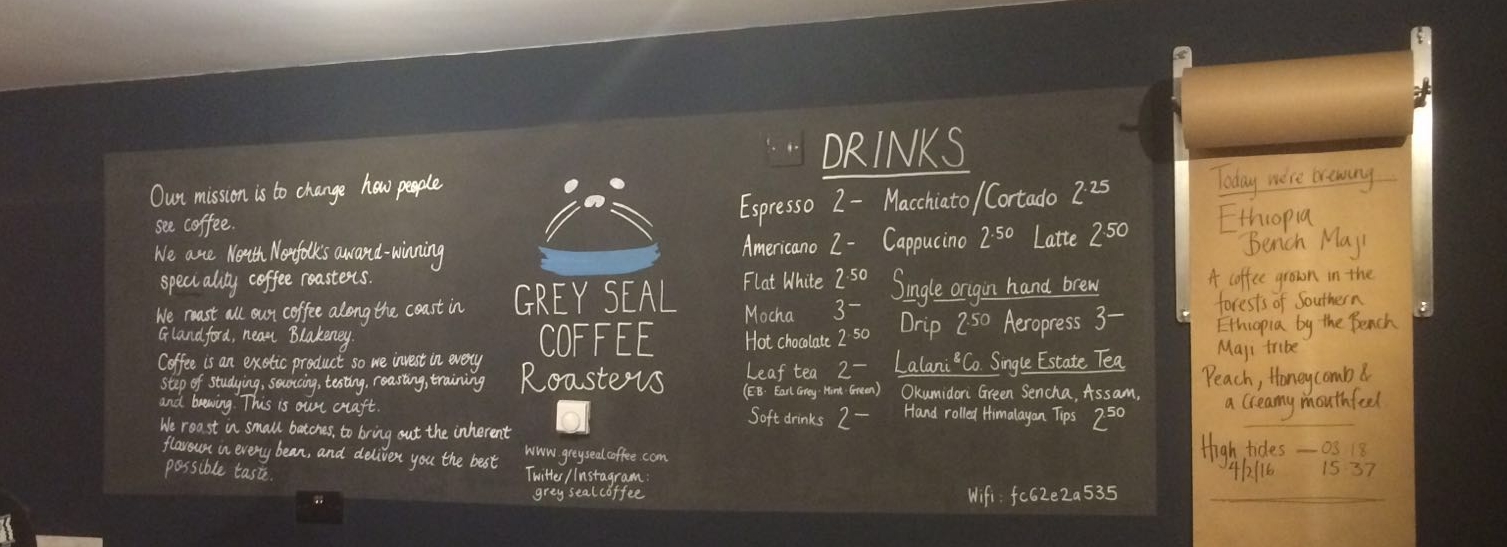 Our mission is to change how people
see coffee.
We are North Norfolk's award-winning
speciality coffee roasters.
We roast all our coffee along the coast in
Glandford, near Blakeney.
Coffee is an exotic product so we invest in every
step of studying, sourcing, testing, roasting, training
and brewing. This is our craft.
We roast in small batches, to bring out the inherent
flavour in every bean, and deliver you the best
possible taste.
GREY SEAL
COFFEE
Roasters
www.greysealcoffee.com
Twitter/Instagram:
greysealcoffee
DRINKS
Espresso 2-
Americano 2-
Flat White 2.50
Mocha 3-
Hot chocolate 2.50
Leaf tea 2-
(EB· Earl Grey· Mint· Green)
Soft drinks 2-
Macchiato/Cortado 2.25
Cappucino 2.50 Latte 2.50
Single origin hand brew
Drip 2.50 Aeropress 3-
Lalani & Co. Single Estate Tea
Okumidori Green Sencha, Assam,
Hand rolled Himalayan Tips 2.50
Wifi: fc62e2a535
Today we're brewing
Ethiopia
Bench Maji
A coffee grown in the
forests of Southern
Ethiopia by the Bench
Maji tribe
Peach, Honeycomb &
a creamy mouthfeel
High tides - 03 18
4/2/16 15 37